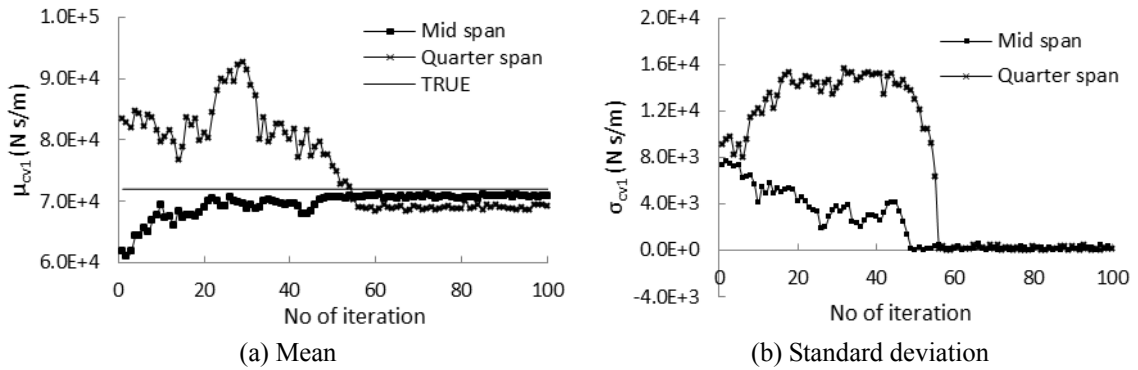 1.0E+5
9.0E+4
8.0E+4
7.0E+4
6.0E+4
μcv1 (N s/m)
Mid span
Quarter span
TRUE
0 20 40 60 80 100
No of iteration
(a) Mean
2.0E+4
1.6E+4
1.2E+4
8.0E+3
4.0E+3
0.0E+0
-4.0E+3
σcv1 (N s/m)
Mid span
Quarter span
0 20 40 60 80 100
No of iteration
(b) Standard deviation